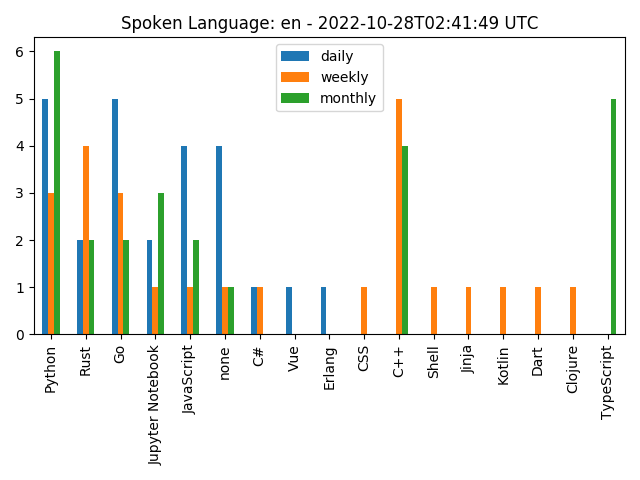 Spoken Language: en - 2022-10-28T02:41:49 UTC
daily
weekly
monthly
6
5
4
3
2
1
0
Python
Rust
Go
Jupyter Notebook
JavaScript
none
C#
Vue
Erlang
CSS
C++
Shell
Jinja
Kotlin
Dart
Clojure
TypeScript